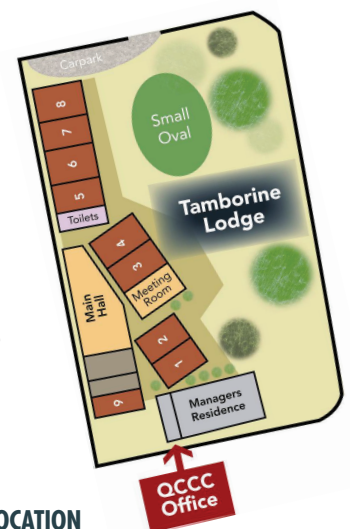 Carpark
8
7
6
5
Toilets
Small
Oval
Tamborine
Lodge
4
3
Meeting
Room
Main
Hall
2
1
9
Managers
Residence
QCCC
Office
OCATION